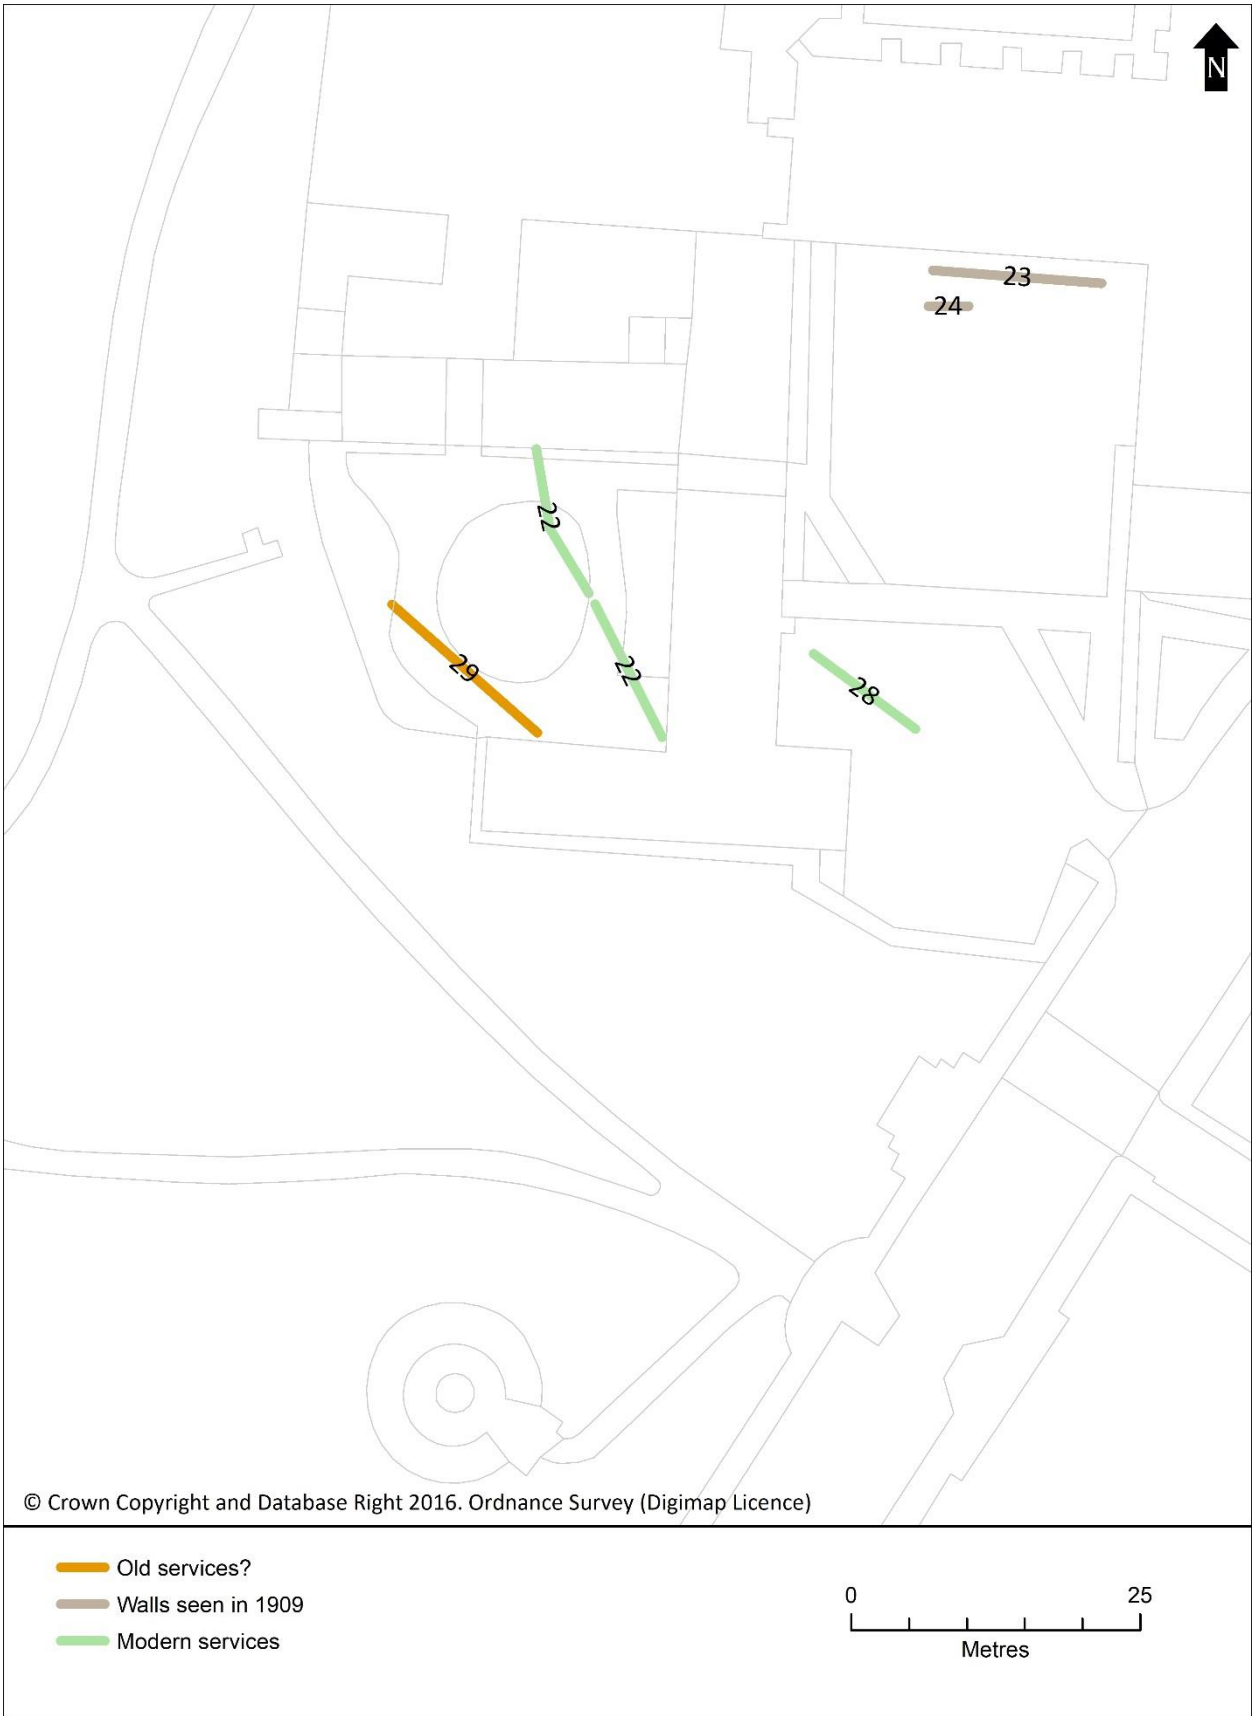 N
23
24
22
22
29
28
© Crown Copyright and Database Right 2016. Ordnance Survey (Digimap Licence)
Old services?
Walls seen in 1909
Modern services
0 25
Metres